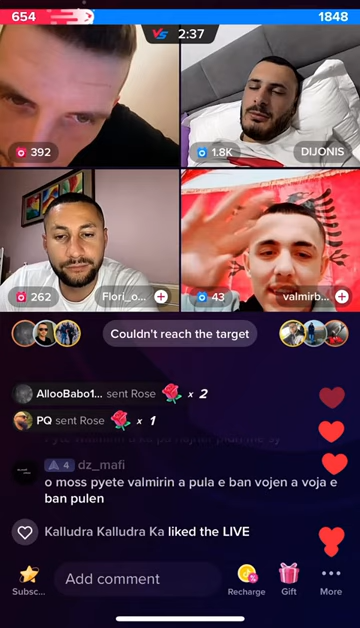 654
1848
VS 2:37
392
1.8K
DIJONIS
262
Flori_o...
43
valmirb...
Couldn't reach the target
AllooBabo1... sent Rose x 2
PQ sent Rose x 1
4 dz_mafi
o moss pyete valmirin a pula e ban vojen a voja e
ban pulen
Kalludra Kalludra Ka liked the LIVE
Subsc...
Add comment
Recharge
Gift
More